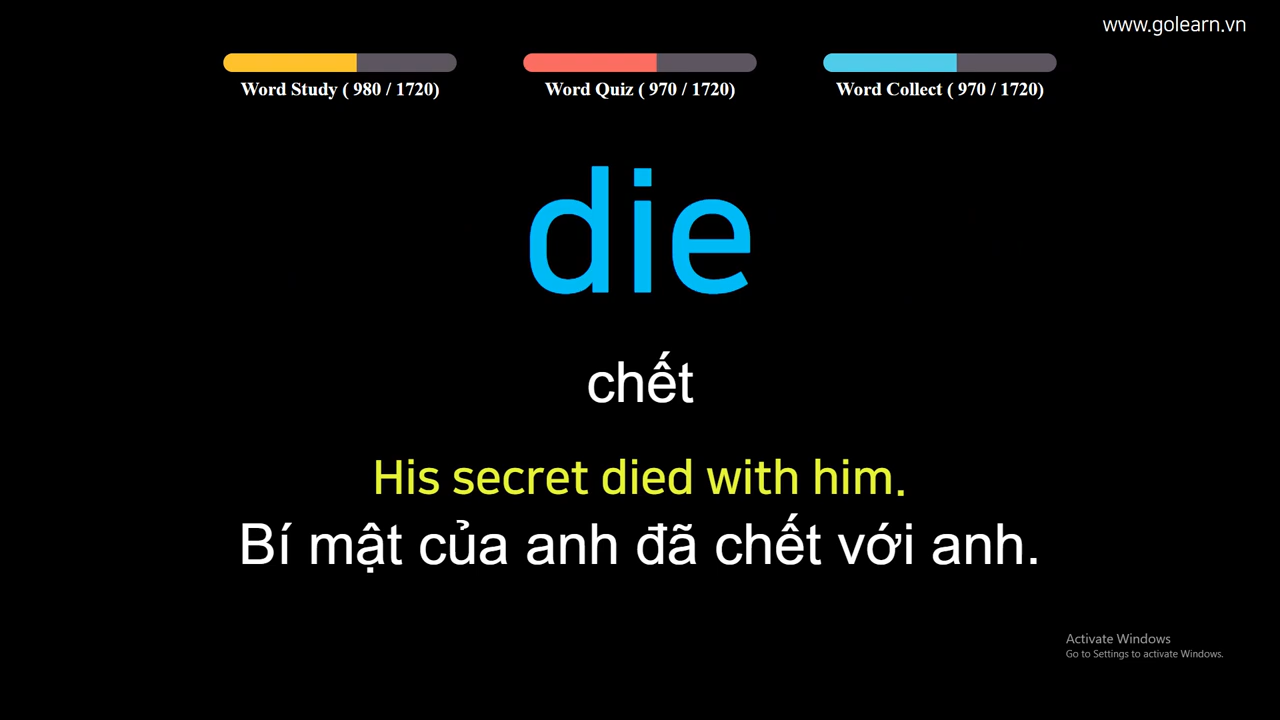 www.golearn.vn
Word Study ( 980 / 1720) Word Quiz ( 970 / 1720) Word Collect ( 970 / 1720)
die
chết
His secret died with him.
Bí mật của anh đã chết với anh.
Activate Windows
Go to Settings to activate Windows.